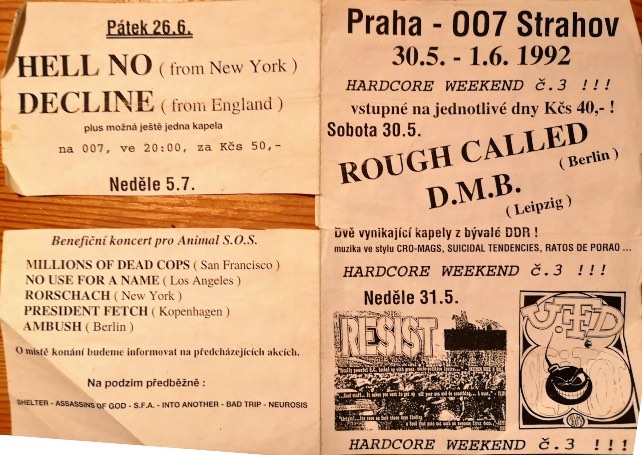 Pátek 26.6.
HELL NO ( from New York )
DECLINE ( from England )
plus možná ještě jedna kapela
na 007, ve 20:00, za Kčs 50,-
Neděle 5.7.
Benefiční koncert pro Animal S.O.S.
MILLIONS OF DEAD COPS ( San Francisco )
NO USE FOR A NAME ( Los Angeles )
RORSCHACH ( New York )
PRESIDENT FETCH ( Kopenhagen )
AMBUSH ( Berlin )
O místě konání budeme informovat na předcházejících akcích.
Na podzim předběžně :
SHELTER - ASSASSINS OF GOD - S.F.A. - INTO ANOTHER - BAD TRIP - NEUROSIS
Praha - 007 Strahov
30.5. - 1.6. 1992
HARDCORE WEEKEND č.3 !!!
vstupné na jednotlivé dny Kčs 40,- !
Sobota 30.5.
ROUGH CALLED
( Berlin )
D.M.B.
( Leipzig )
Dvě vynikající kapely z bývalé DDR !
muzika ve stylu CRO-MAGS, SUICIDAL TENDENCIES, RATOS DE PORAO ...
HARDCORE WEEKEND č.3 !!!
Neděle 31.5.
RESIST
HARDCORE WEEKEND č.3 !!!